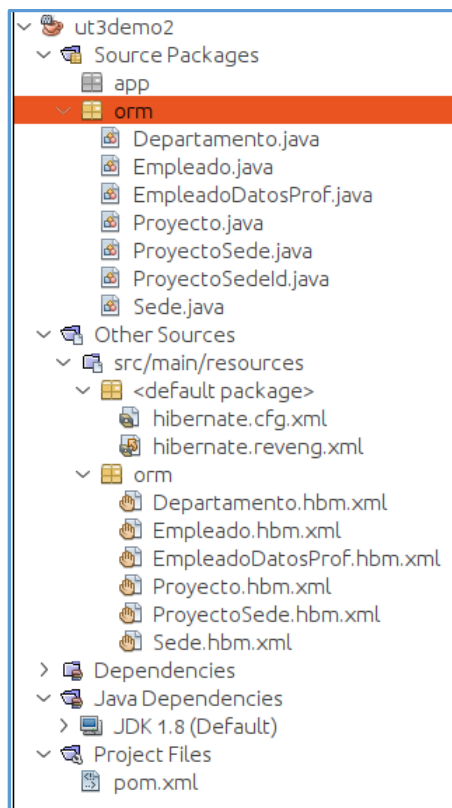 ut3demo2
Source Packages
app
orm
Departamento.java
Empleado.java
EmpleadoDatosProf.java
Proyecto.java
ProyectoSede.java
ProyectoSedeId.java
Sede.java
Other Sources
src/main/resources
<default package>
hibernate.cfg.xml
hibernate.reveng.xml
orm
Departamento.hbm.xml
Empleado.hbm.xml
EmpleadoDatosProf.hbm.xml
Proyecto.hbm.xml
ProyectoSede.hbm.xml
Sede.hbm.xml
Dependencies
Java Dependencies
JDK 1.8 (Default)
Project Files
pom.xml